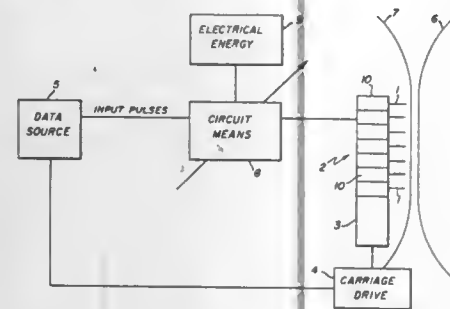 ELECTRICAL
ENERGY
9
7
6
5
DATA
SOURCE
INPUT PULSES
CIRCUIT
MEANS
8
10
1
2
10
1
3
4
CARRIAGE
DRIVE